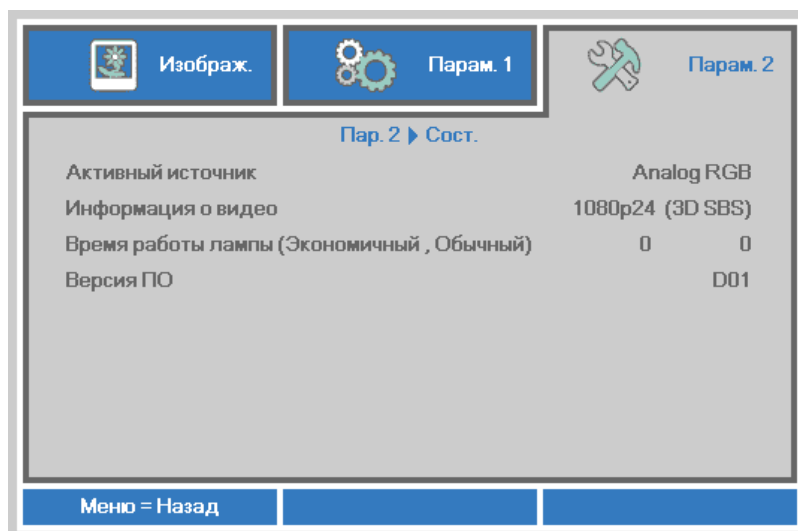 Изображ. Парам. 1 Парам. 2
Пар. 2 ▶ Сост.
Активный источник Analog RGB
Информация о видео 1080p24 (3D SBS)
Время работы лампы (Экономичный , Обычный) 0 0
Версия ПО D01
Меню = Назад